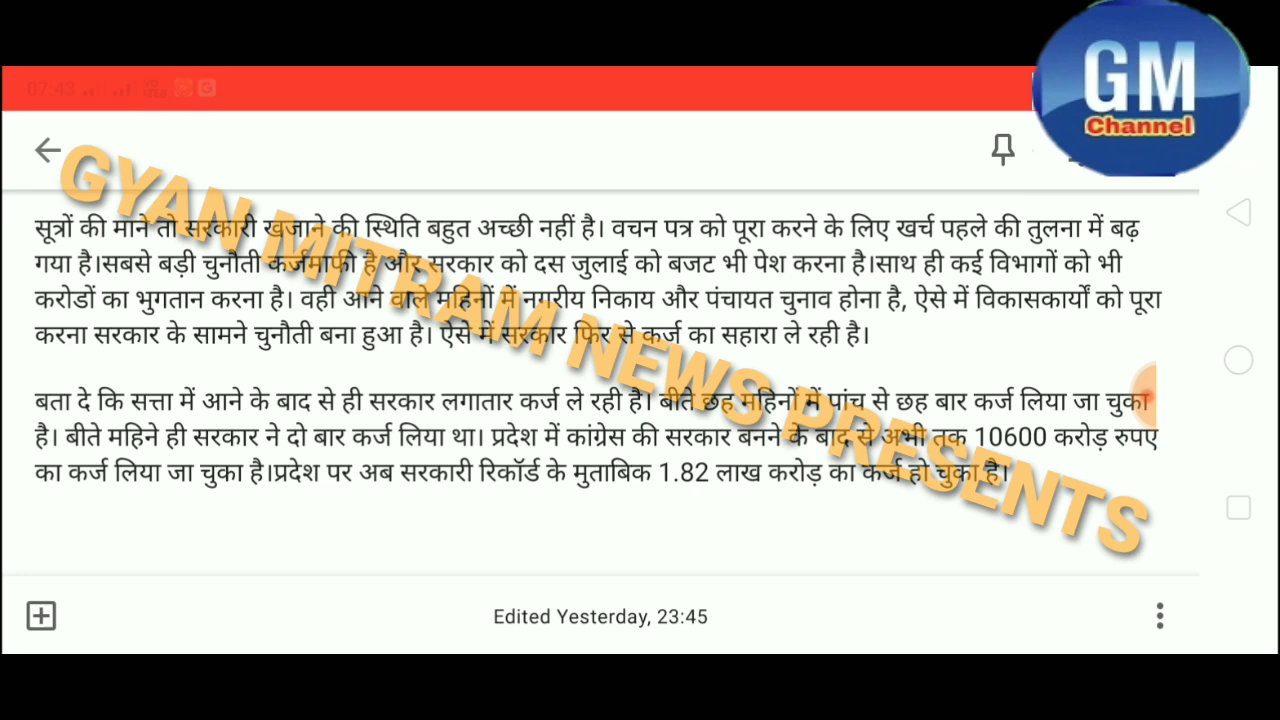 07:43
GM
Channel
GYAN MITRAM NEWS PRESENTS
सूत्रों की माने तो सरकारी खजाने की स्थिति बहुत अच्छी नहीं है। वचन पत्र को पूरा करने के लिए खर्च पहले की तुलना में बढ़
गया है।सबसे बड़ी चुनौती कर्जमाफी है और सरकार को दस जुलाई को बजट भी पेश करना है।साथ ही कई विभागों को भी
करोडों का भुगतान करना है। वही आने वाले महिनों में नगरीय निकाय और पंचायत चुनाव होना है, ऐसे में विकासकार्यों को पूरा
करना सरकार के सामने चुनौती बना हुआ है। ऐसे में सरकार फिर से कर्ज का सहारा ले रही है।
बता दे कि सत्ता में आने के बाद से ही सरकार लगातार कर्ज ले रही है। बीते छह महिनों में पांच से छह बार कर्ज लिया जा चुका
है। बीते महिने ही सरकार ने दो बार कर्ज लिया था। प्रदेश में कांग्रेस की सरकार बनने के बाद से अभी तक 10600 करोड़ रुपए
का कर्ज लिया जा चुका है।प्रदेश पर अब सरकारी रिकॉर्ड के मुताबिक 1.82 लाख करोड़ का कर्ज हो चुका है।
Edited Yesterday, 23:45